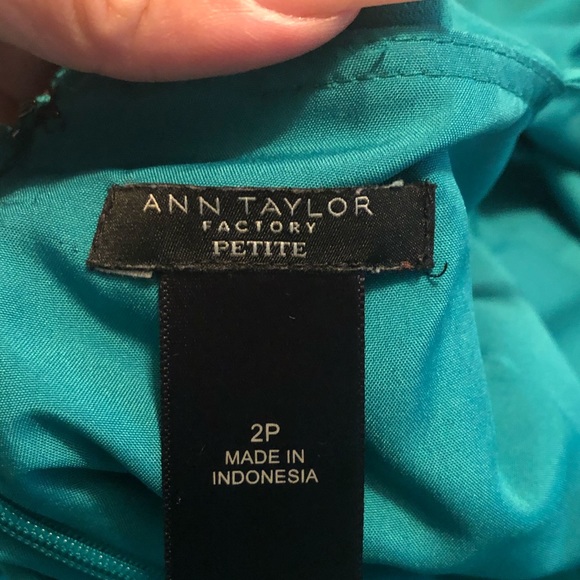 ANN TAYLOR
FACTORY
PETITE
2P
MADE IN
INDONESIA